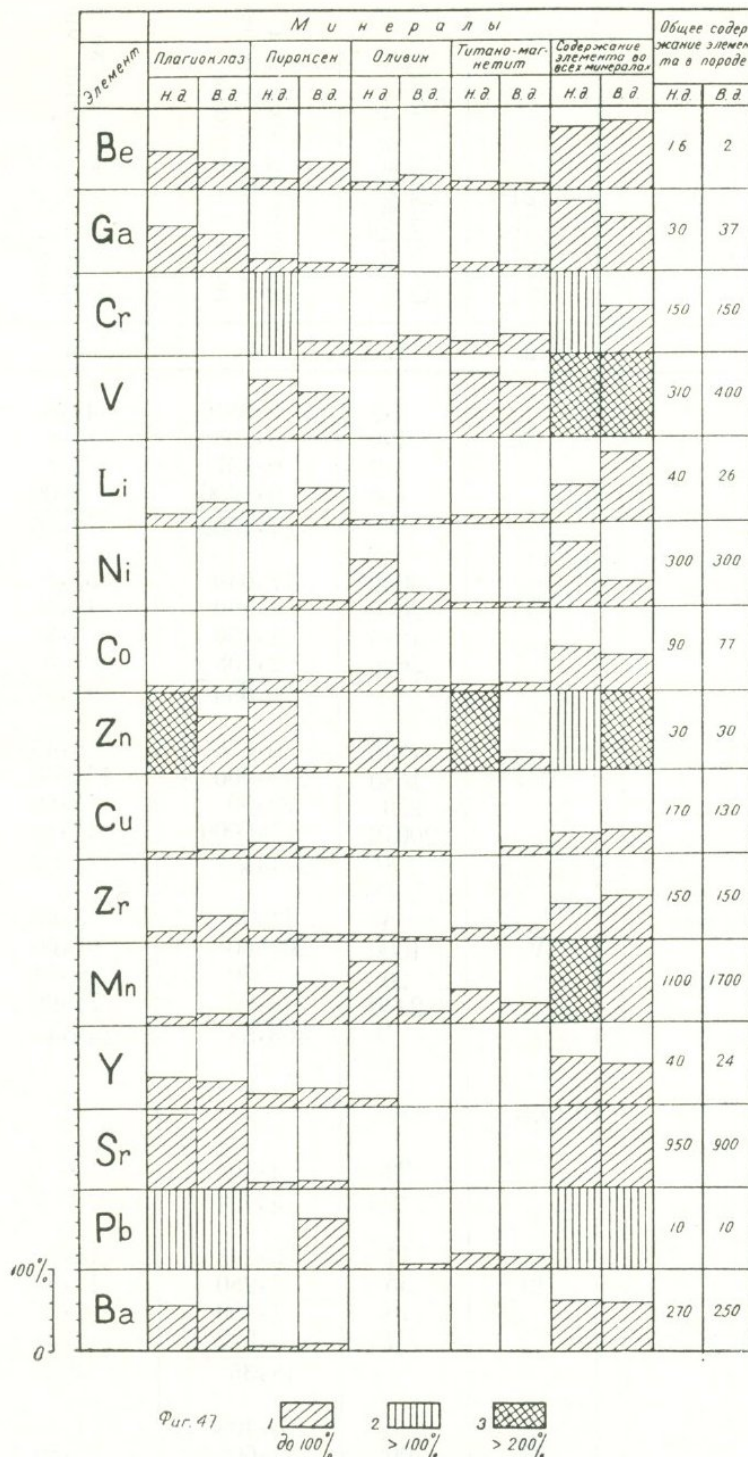 Минералы
Общее содержание элемента в породе
Элемент
Плагиоклаз Пироксен Оливин Титано-магнетит Содержание элемента во всех минералах
Н.д. В.д. Н.д. В.д. Н.д. В.д. Н.д. В.д. Н.д. В.д. Н.д. В.д.
Be 16 2
Ga 30 37
Cr 150 150
V 310 400
Li 40 26
Ni 300 300
Co 90 77
Zn 30 30
Cu 170 130
Zr 150 150
Mn 1100 1700
Y 40 24
Sr 950 900
Pb 10 10
100%
Ba 270 250
0
Фиг. 47 1 2 3
до 100% > 100% > 200%